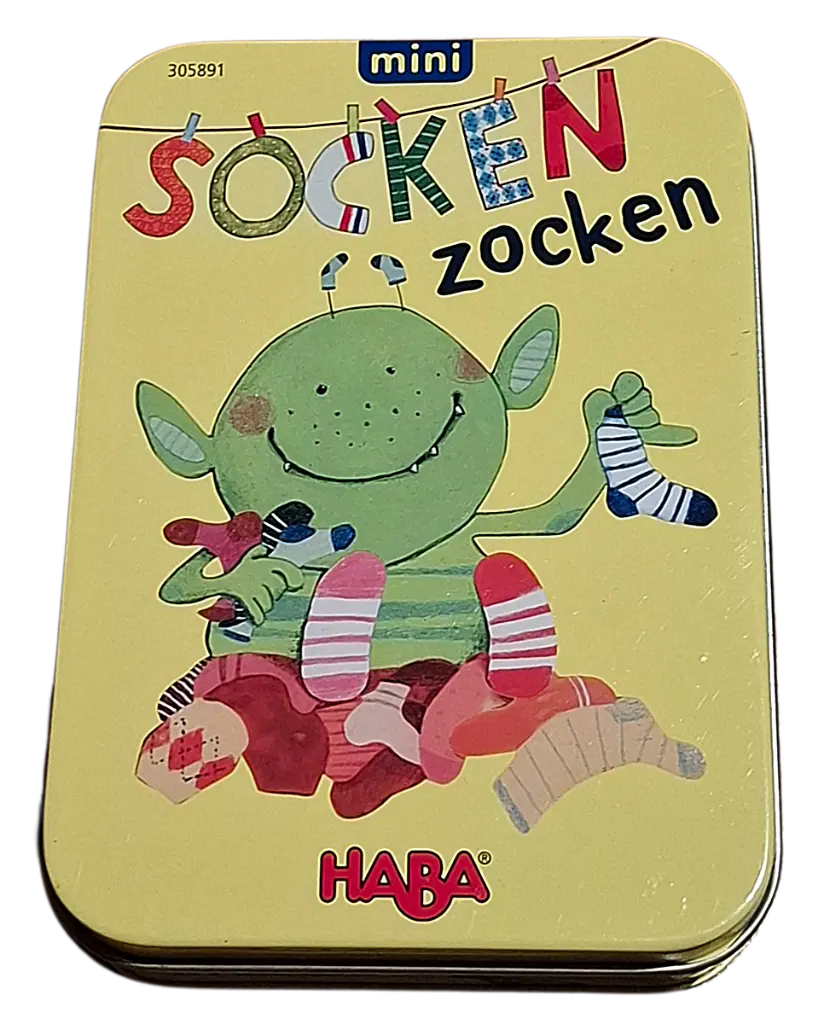 305891
mini
SOCKEN
zocken
HABA®